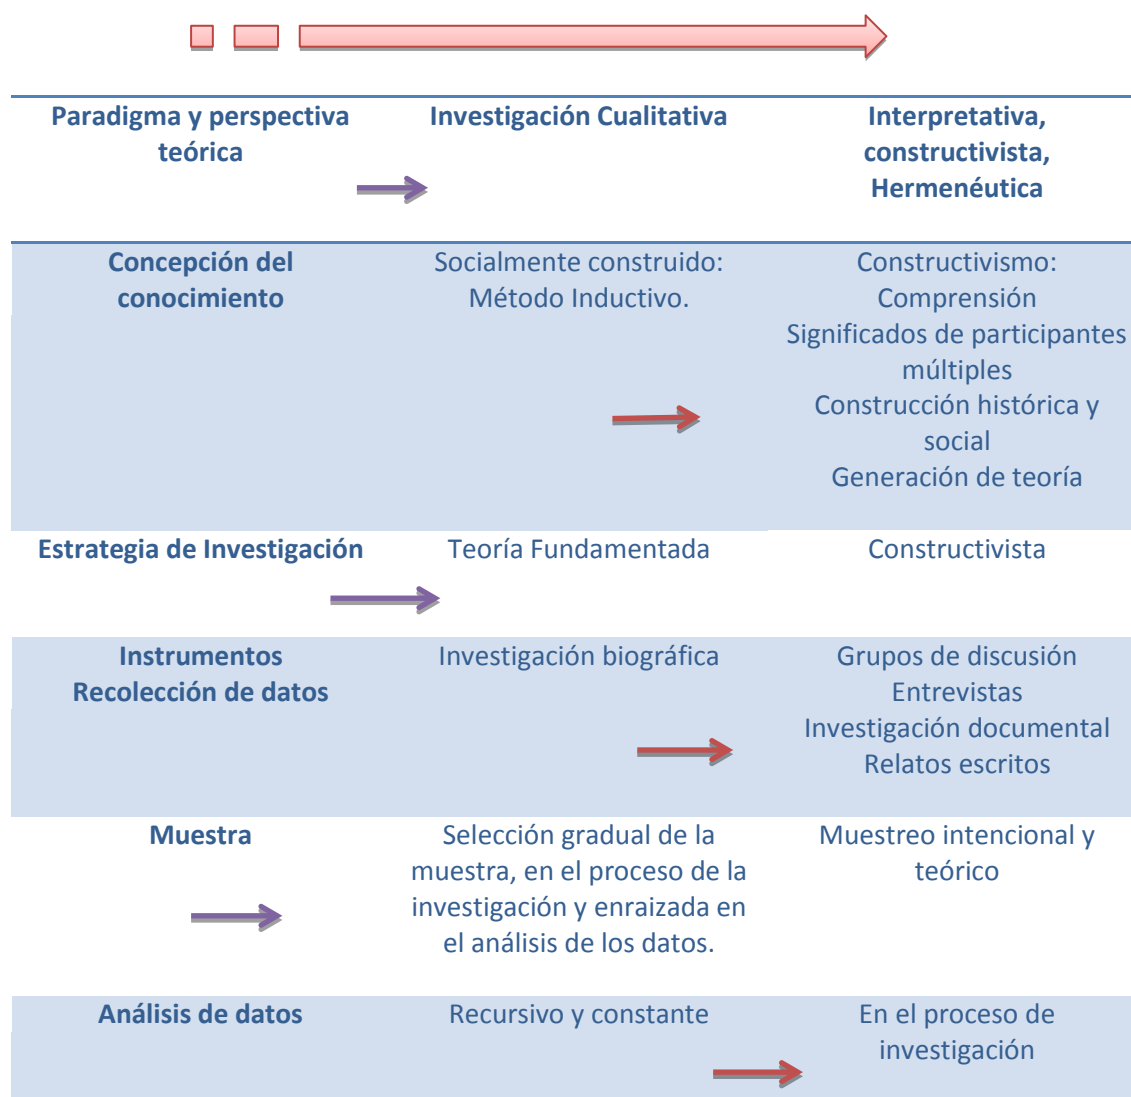 Paradigma y perspectiva
teórica
Investigación Cualitativa
Interpretativa,
constructivista,
Hermenéutica
Concepción del
conocimiento
Socialmente construido:
Método Inductivo.
Constructivismo:
Comprensión
Significados de participantes
múltiples
Construcción histórica y
social
Generación de teoría
Estrategia de Investigación
Teoría Fundamentada
Constructivista
Instrumentos
Recolección de datos
Investigación biográfica
Grupos de discusión
Entrevistas
Investigación documental
Relatos escritos
Muestra
Selección gradual de la
muestra, en el proceso de la
investigación y enraizada en
el análisis de los datos.
Muestreo intencional y
teórico
Análisis de datos
Recursivo y constante
En el proceso de
investigación